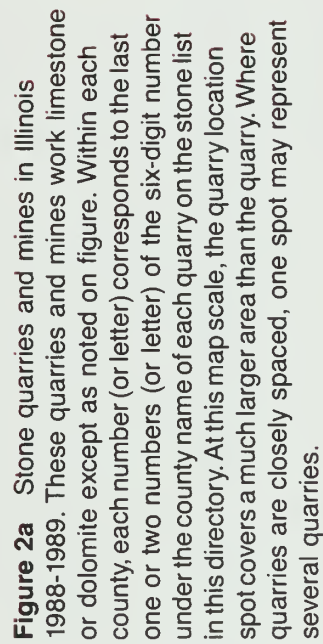 Figure 2a Stone quarries and mines in Illinois
1988-1989. These quarries and mines work limestone
or dolomite except as noted on figure. Within each
county, each number (or letter) corresponds to the last
one or two numbers (or letter) of the six-digit number
under the county name of each quarry on the stone list
in this directory. At this map scale, the quarry location
spot covers a much larger area than the quarry. Where
quarries are closely spaced, one spot may represent
several quarries.